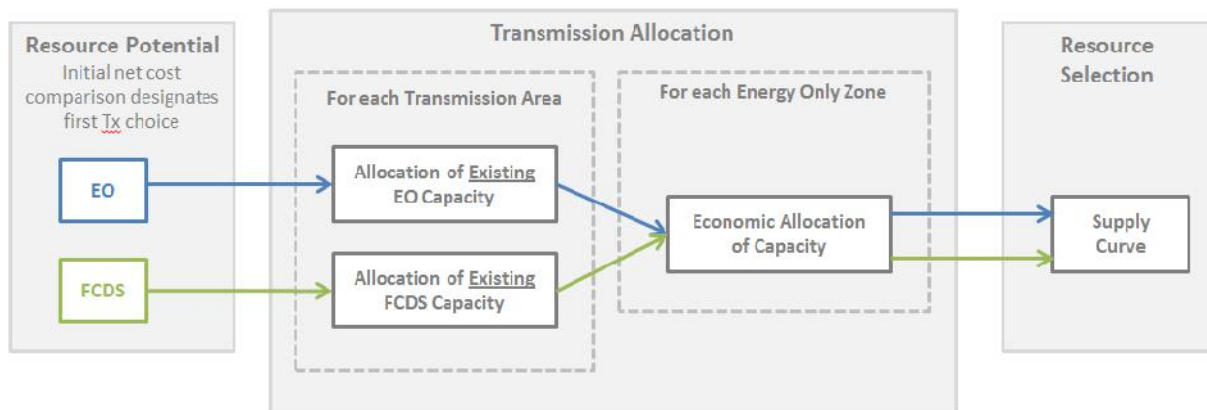 Resource Potential
Initial net cost
comparison designates
first Tx choice
EO
FCDS
Transmission Allocation
For each Transmission Area
Allocation of Existing
EO Capacity
Allocation of Existing
FCDS Capacity
For each Energy Only Zone
Economic Allocation
of Capacity
Resource
Selection
Supply
Curve